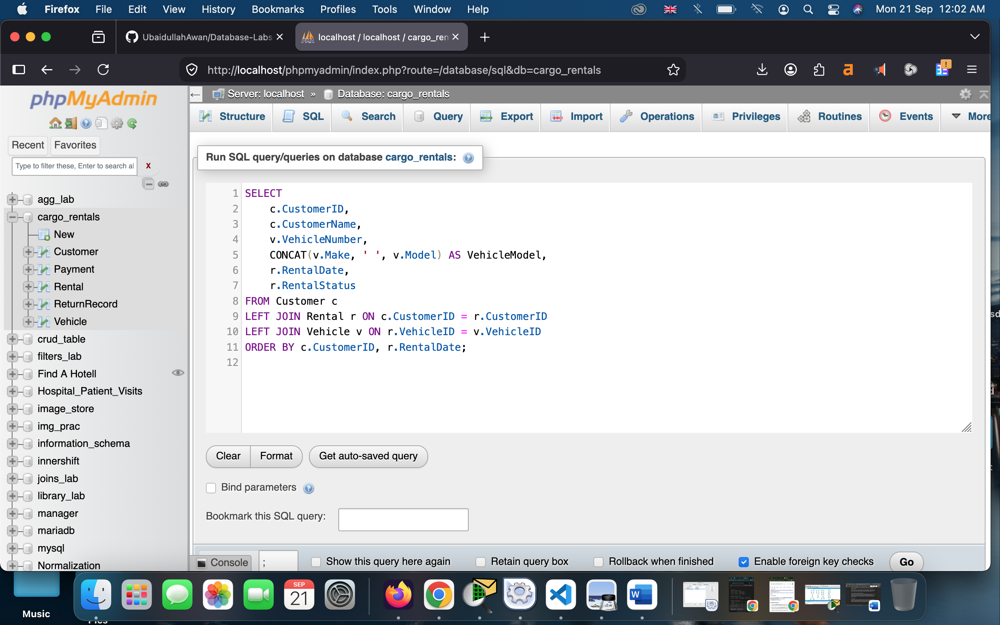 Firefox File Edit View History Bookmarks Profiles Tools Window Help Mon 21 Sep 12:02 AM
UbaidullahAwan/Database-Labs
localhost / localhost / cargo_ren
http://localhost/phpmyadmin/index.php?route=/database/sql&db=cargo_rentals
phpMyAdmin
Recent Favorites
Type to filter these, Enter to search al X
agg_lab
cargo_rentals
New
Customer
Payment
Rental
ReturnRecord
Vehicle
crud_table
filters_lab
Find A Hotell
Hospital_Patient_Visits
image_store
img_prac
information_schema
innershift
joins_lab
library_lab
manager
mariadb
mysql
Normalization
Server: localhost » Database: cargo_rentals
Structure SQL Search Query Export Import Operations Privileges Routines Events More
Run SQL query/queries on database cargo_rentals:
1 SELECT
2 c.CustomerID,
3 c.CustomerName,
4 v.VehicleNumber,
5 CONCAT(v.Make, ' ', v.Model) AS VehicleModel,
6 r.RentalDate,
7 r.RentalStatus
8 FROM Customer c
9 LEFT JOIN Rental r ON c.CustomerID = r.CustomerID
10 LEFT JOIN Vehicle v ON r.VehicleID = v.VehicleID
11 ORDER BY c.CustomerID, r.RentalDate;
12
Clear Format Get auto-saved query
Bind parameters
Bookmark this SQL query:
Console ; Show this query here again Retain query box Rollback when finished Enable foreign key checks Go
SEP
21
Music